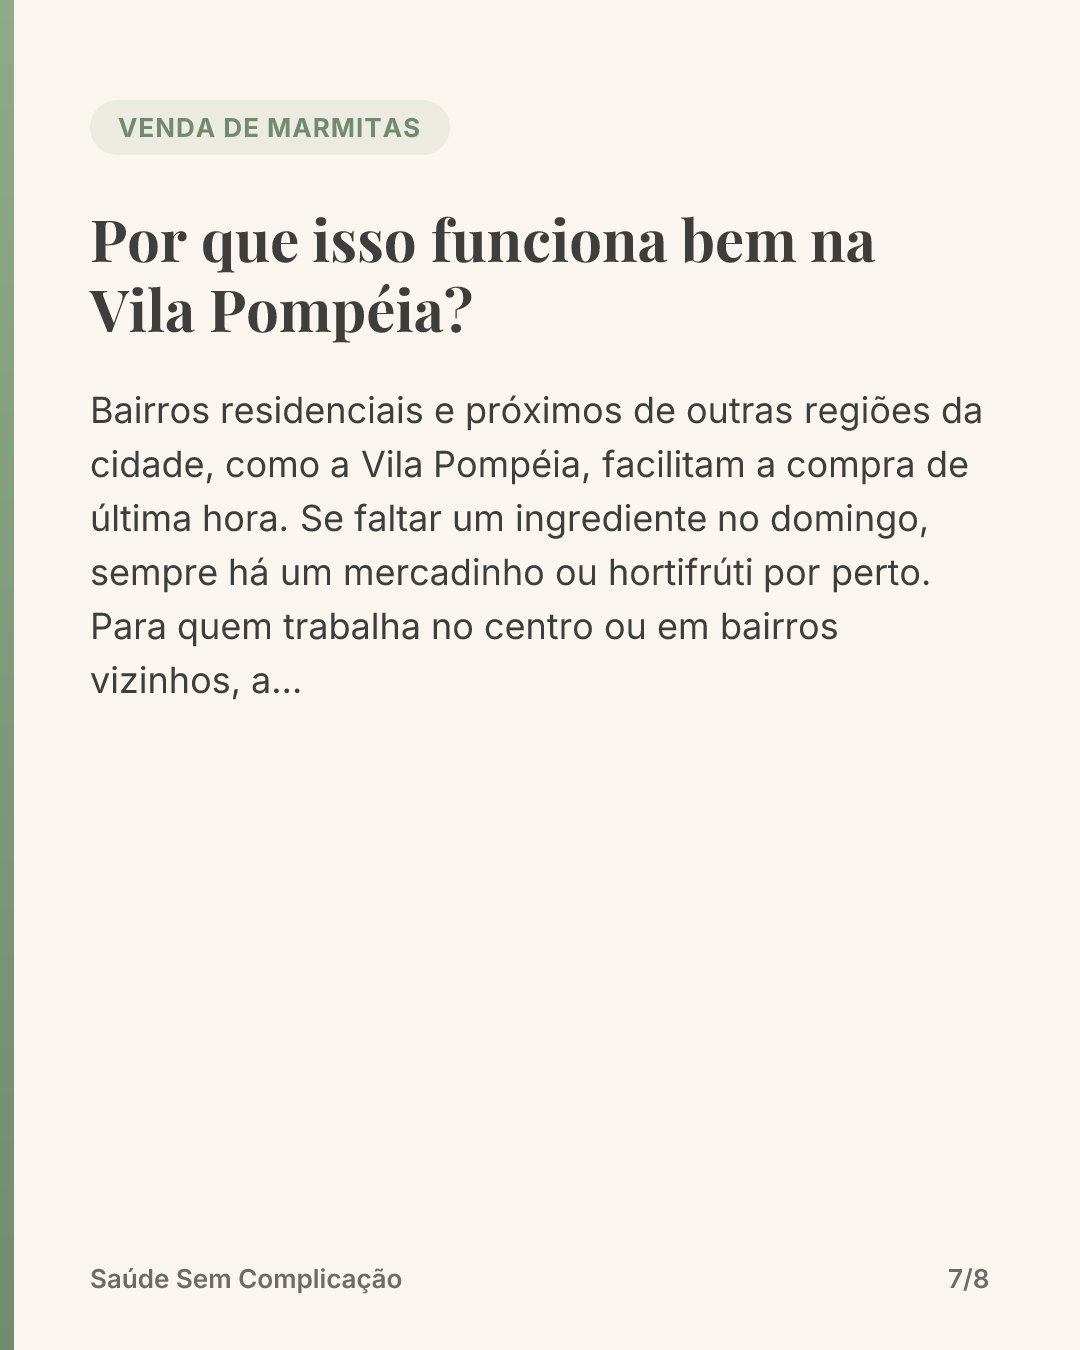 VENDA DE MARMITAS
Por que isso funciona bem na
Vila Pompéia?
Bairros residenciais e próximos de outras regiões da
cidade, como a Vila Pompéia, facilitam a compra de
última hora. Se faltar um ingrediente no domingo,
sempre há um mercadinho ou hortifrúti por perto.
Para quem trabalha no centro ou em bairros
vizinhos, a...
Saúde Sem Complicação
7/8